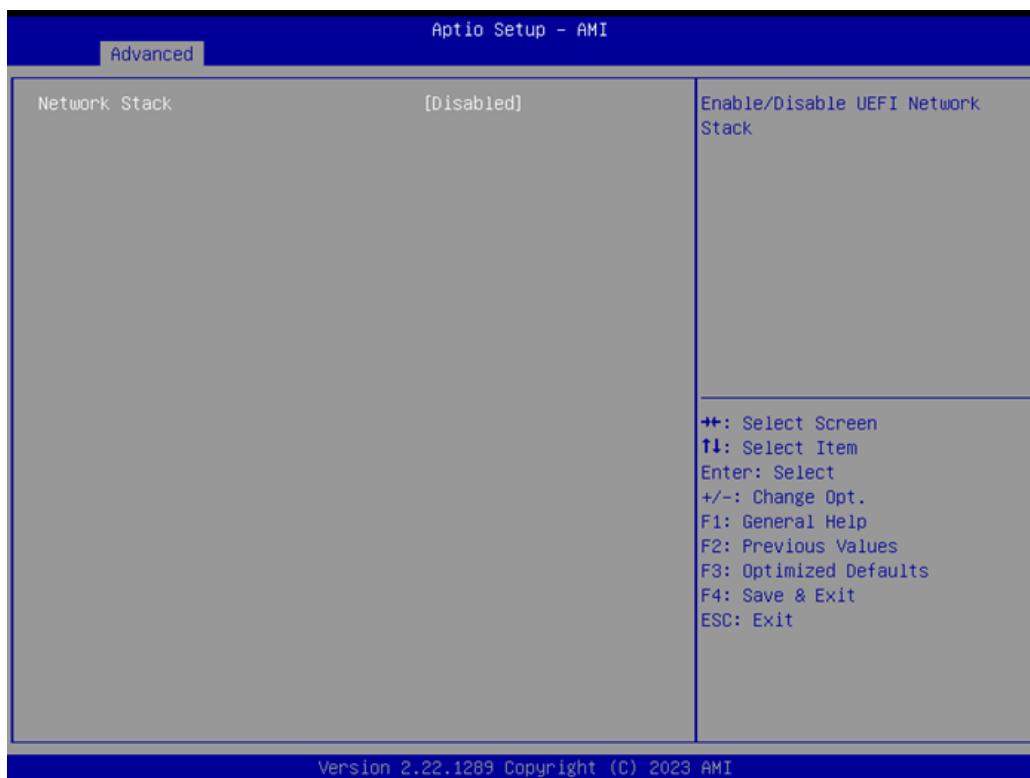 Aptio Setup - AMI
Advanced
Network Stack [Disabled]
Enable/Disable UEFI Network
Stack
→←: Select Screen
↑↓: Select Item
Enter: Select
+/-: Change Opt.
F1: General Help
F2: Previous Values
F3: Optimized Defaults
F4: Save & Exit
ESC: Exit
Version 2.22.1289 Copyright (C) 2023 AMI